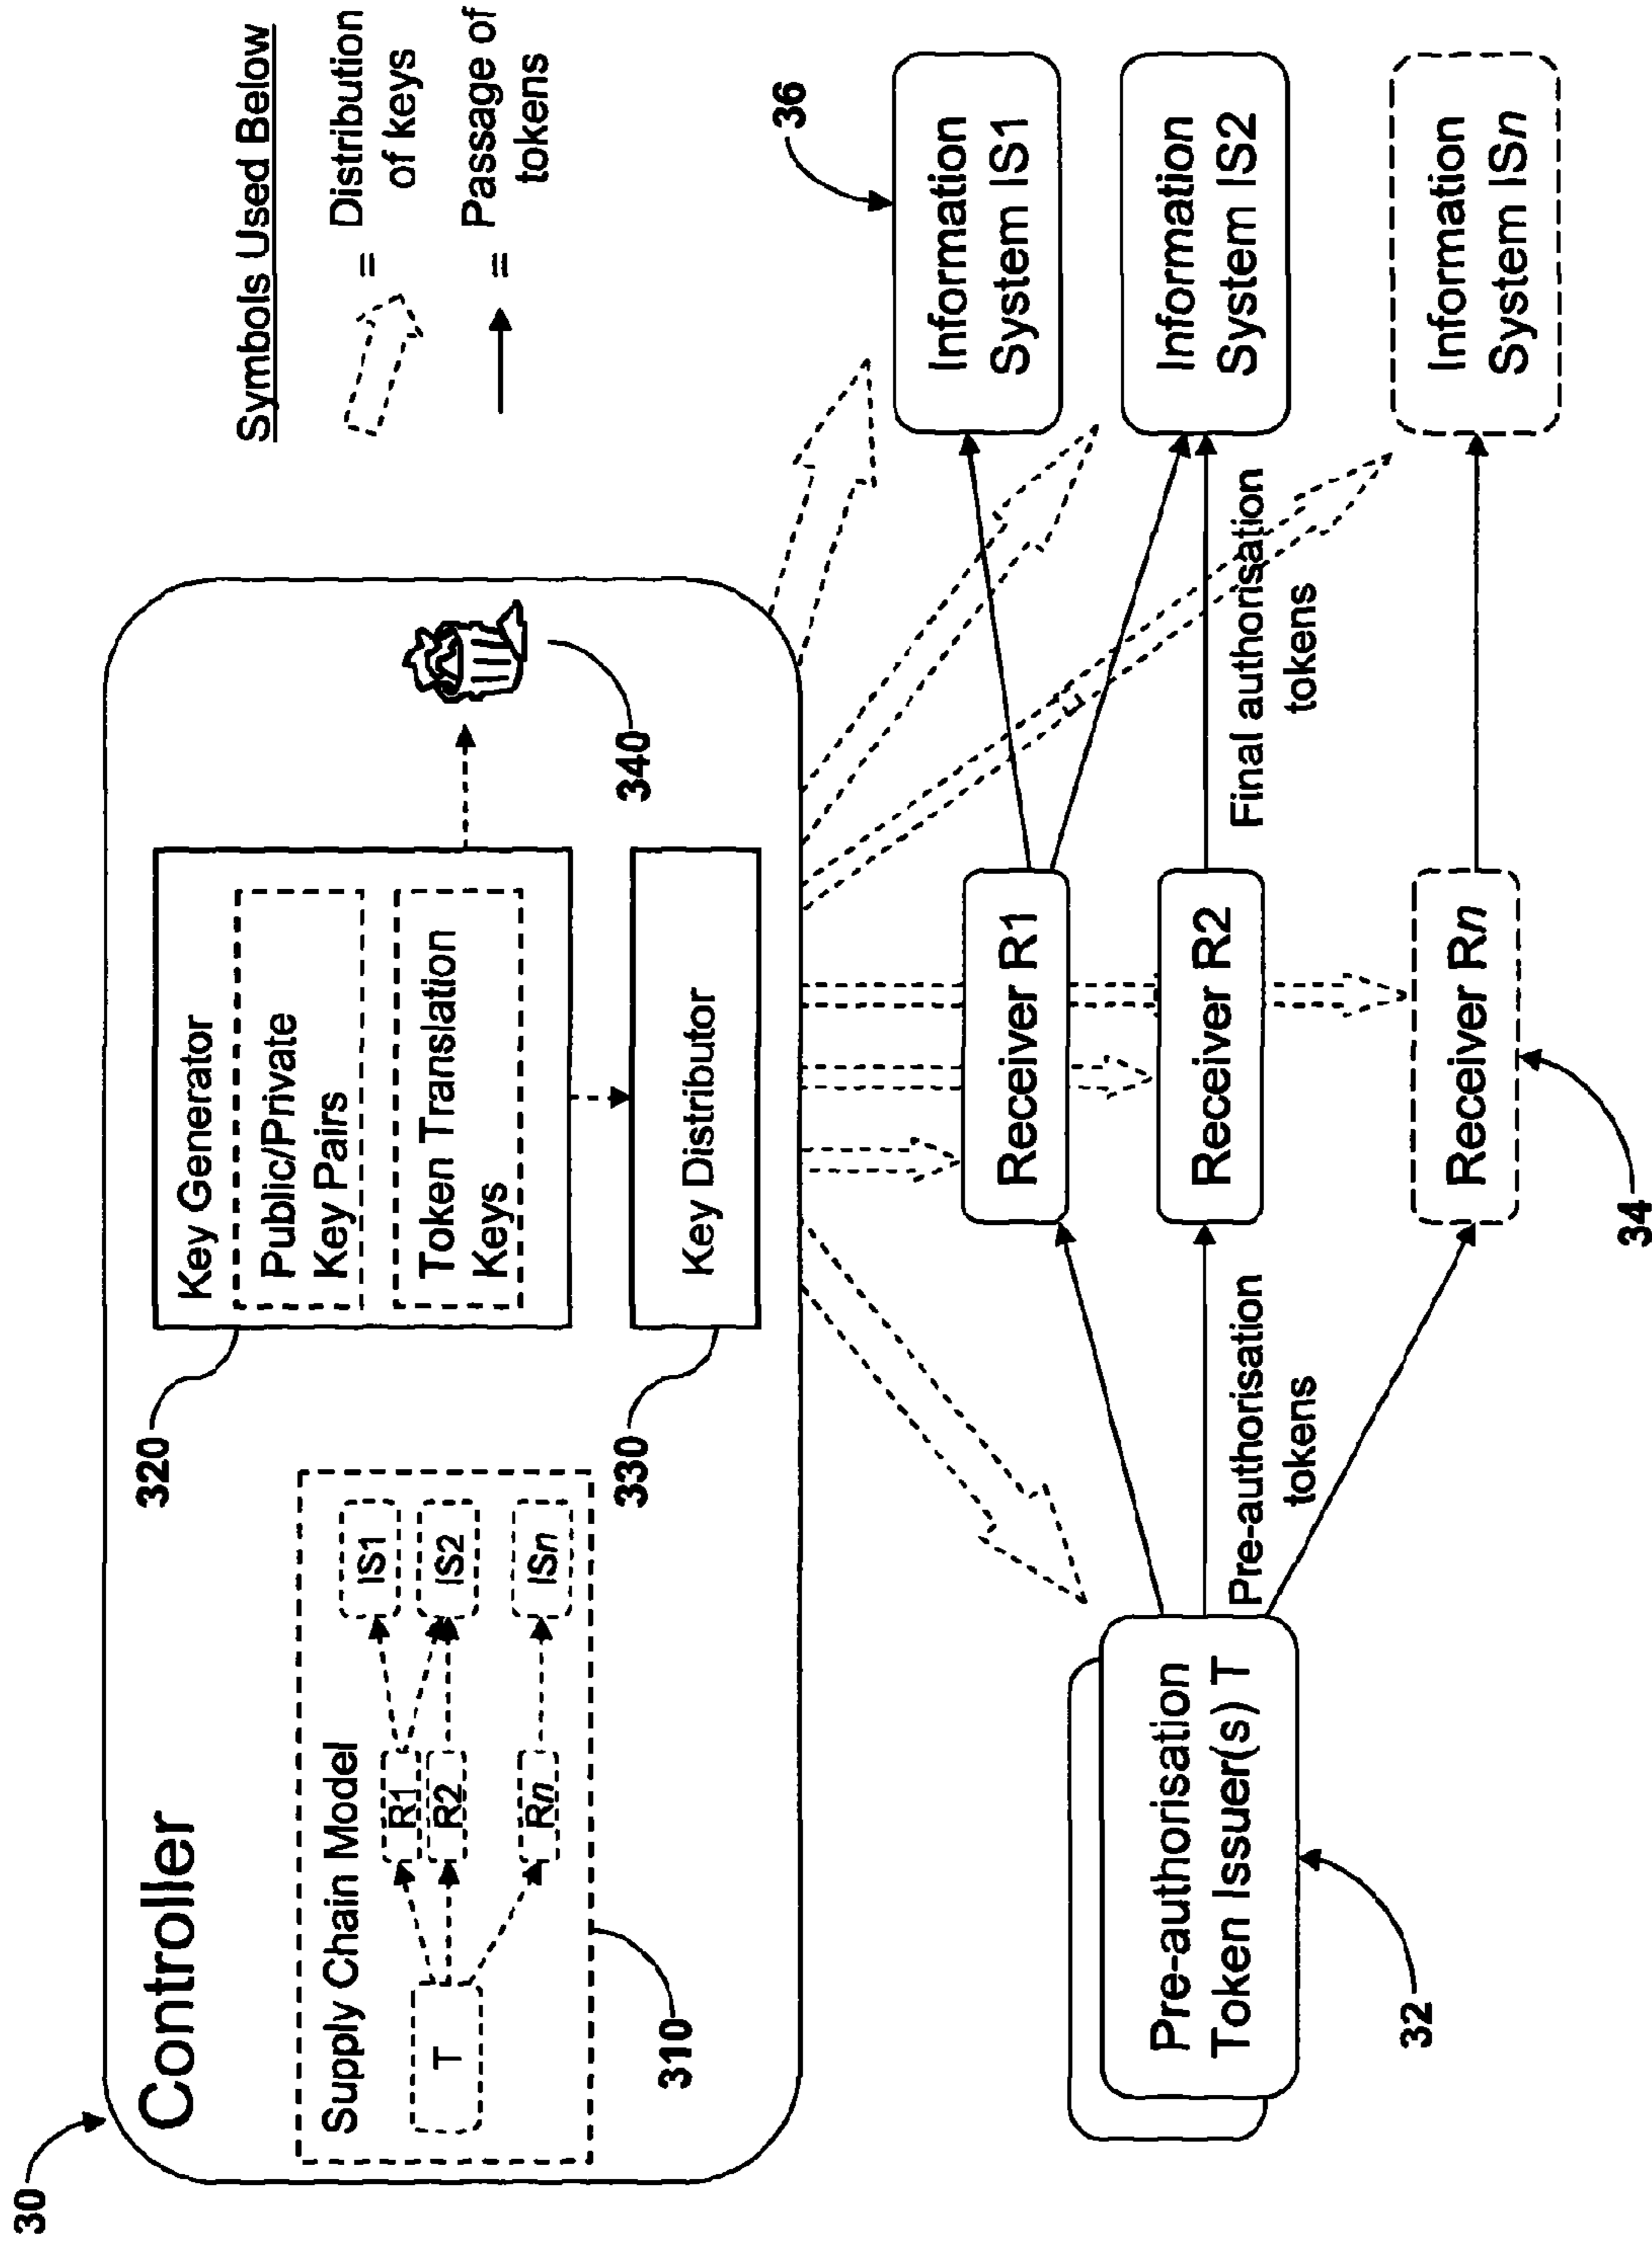 30
Controller
Supply Chain Model
T
R1
R2
Rn
IS1
IS2
ISn
310
320
Key Generator
Public/Private
Key Pairs
Token Translation
Keys
330
Key Distributor
340
Symbols Used Below
= Distribution
of keys
= Passage of
tokens
Pre-authorisation
Token Issuer(s) T
32
Pre-authorisation
tokens
Receiver R1
Receiver R2
Receiver Rn
34
Final authorisation
tokens
36
Information
System IS1
Information
System IS2
Information
System ISn